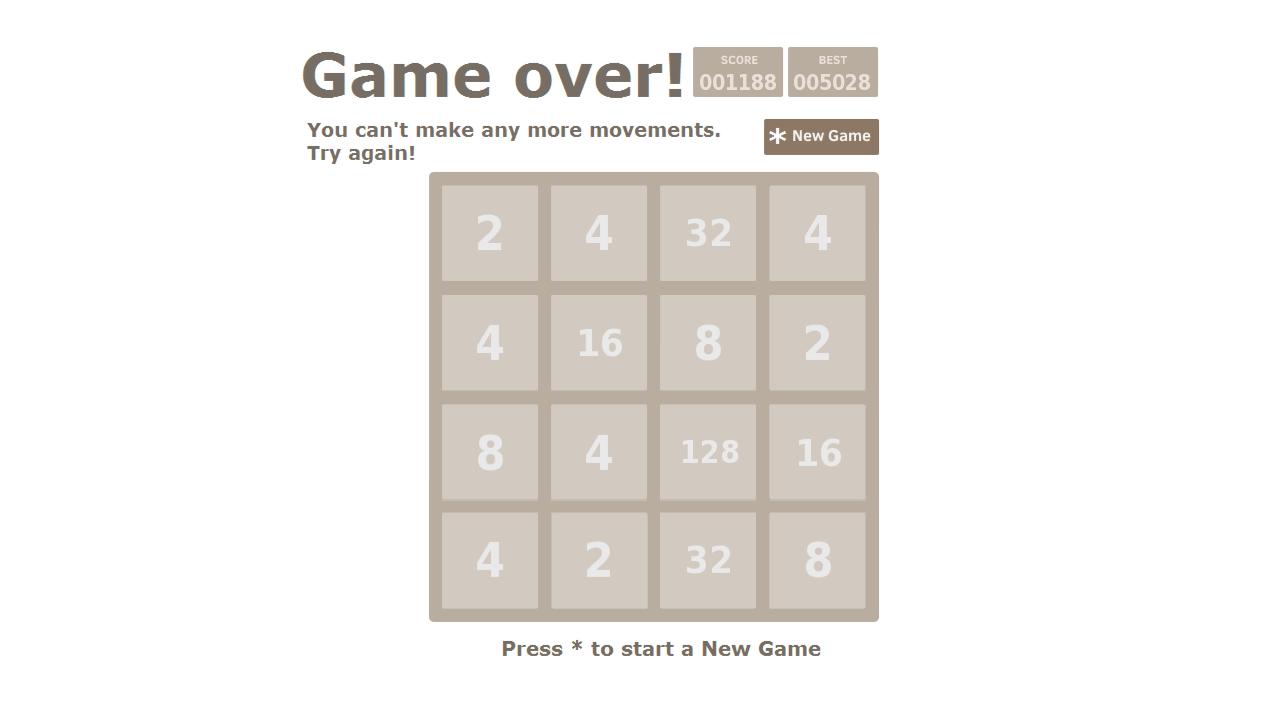 Game over!
SCORE
001188
BEST
005028
You can't make any more movements.
Try again!
* New Game
2 4 32 4
4 16 8 2
8 4 128 16
4 2 32 8
Press * to start a New Game